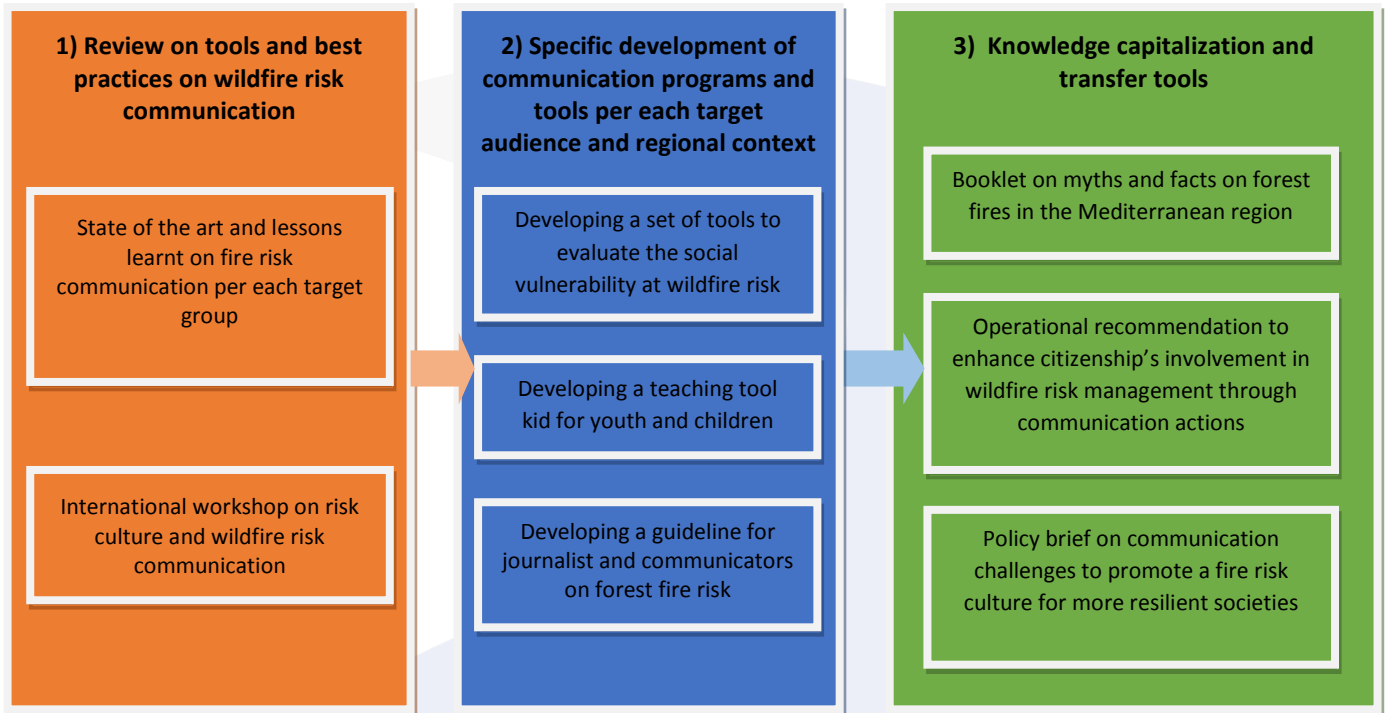 1) Review on tools and best
practices on wildfire risk
communication
State of the art and lessons
learnt on fire risk
communication per each target
group
International workshop on risk
culture and wildfire risk
communication
2) Specific development of
communication programs and
tools per each target
audience and regional context
Developing a set of tools to
evaluate the social
vulnerability at wildfire risk
Developing a teaching tool
kid for youth and children
Developing a guideline for
journalist and communicators
on forest fire risk
3) Knowledge capitalization and
transfer tools
Booklet on myths and facts on forest
fires in the Mediterranean region
Operational recommendation to
enhance citizenship’s involvement in
wildfire risk management through
communication actions
Policy brief on communication
challenges to promote a fire risk
culture for more resilient societies